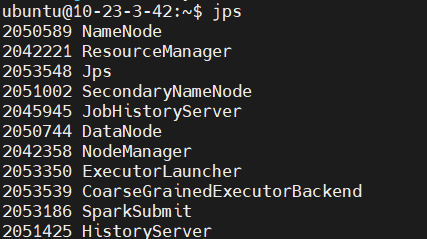 ubuntu@10-23-3-42:~$ jps
2050589 NameNode
2042221 ResourceManager
2053548 Jps
2051002 SecondaryNameNode
2045945 JobHistoryServer
2050744 DataNode
2042358 NodeManager
2053350 ExecutorLauncher
2053539 CoarseGrainedExecutorBackend
2053186 SparkSubmit
2051425 HistoryServer